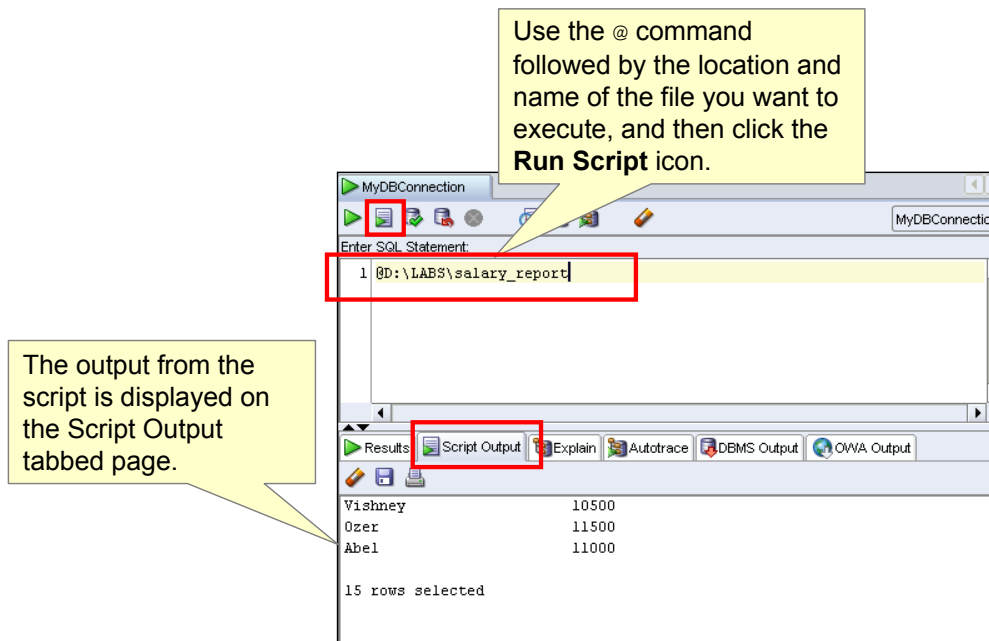 Use the @ command
followed by the location and
name of the file you want to
execute, and then click the
Run Script icon.
MyDBConnection
MyDBConnectio
Enter SQL Statement:
1 @D:\LABS\salary_report
The output from the
script is displayed on
the Script Output
tabbed page.
Results Script Output Explain Autotrace DBMS Output OWA Output
Vishney 10500
Ozer 11500
Abel 11000
15 rows selected